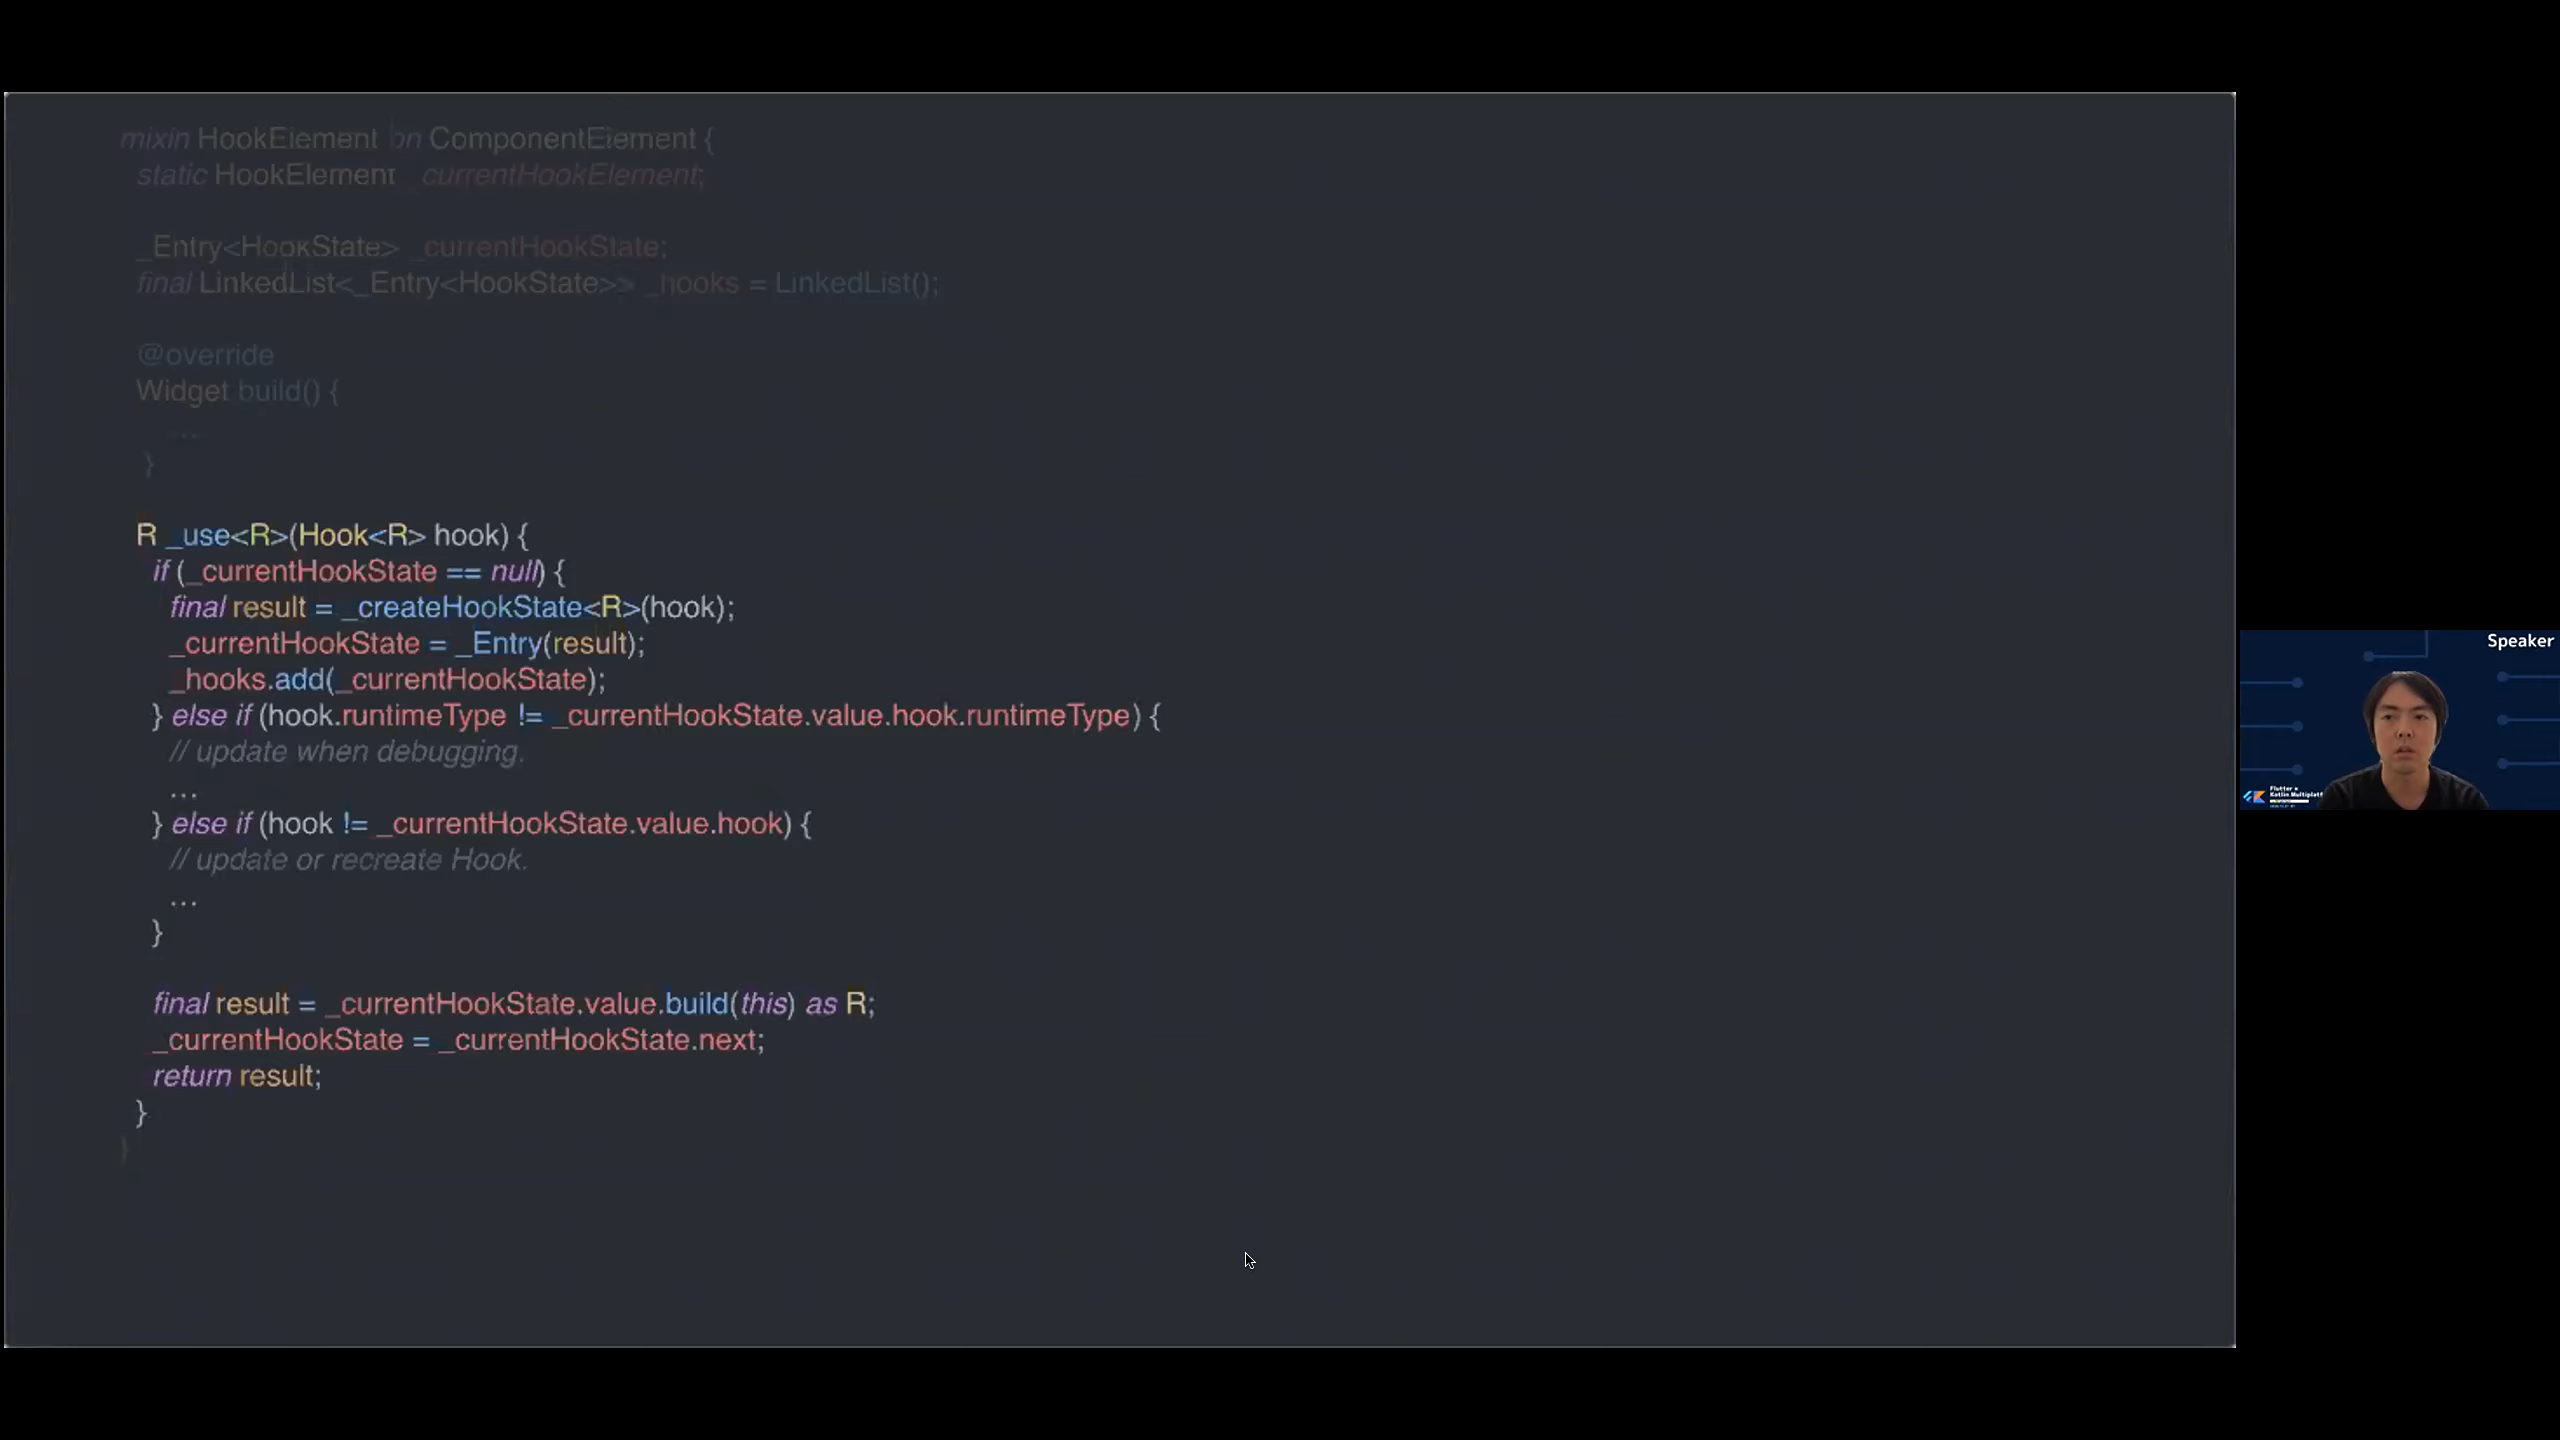 mixin HookElement on ComponentElement {
static HookElement _currentHookElement;
_Entry<HookState> _currentHookState;
final LinkedList<_Entry<HookState>> _hooks = LinkedList();
@override
Widget build() {
...
}
R _use<R>(Hook<R> hook) {
if (_currentHookState == null) {
final result = _createHookState<R>(hook);
_currentHookState = _Entry(result);
_hooks.add(_currentHookState);
} else if (hook.runtimeType != _currentHookState.value.hook.runtimeType) {
// update when debugging.
...
} else if (hook != _currentHookState.value.hook) {
// update or recreate Hook.
...
}
final result = _currentHookState.value.build(this) as R;
_currentHookState = _currentHookState.next;
return result;
}
}
Speaker
Flutter
Kotlin Multiplatf